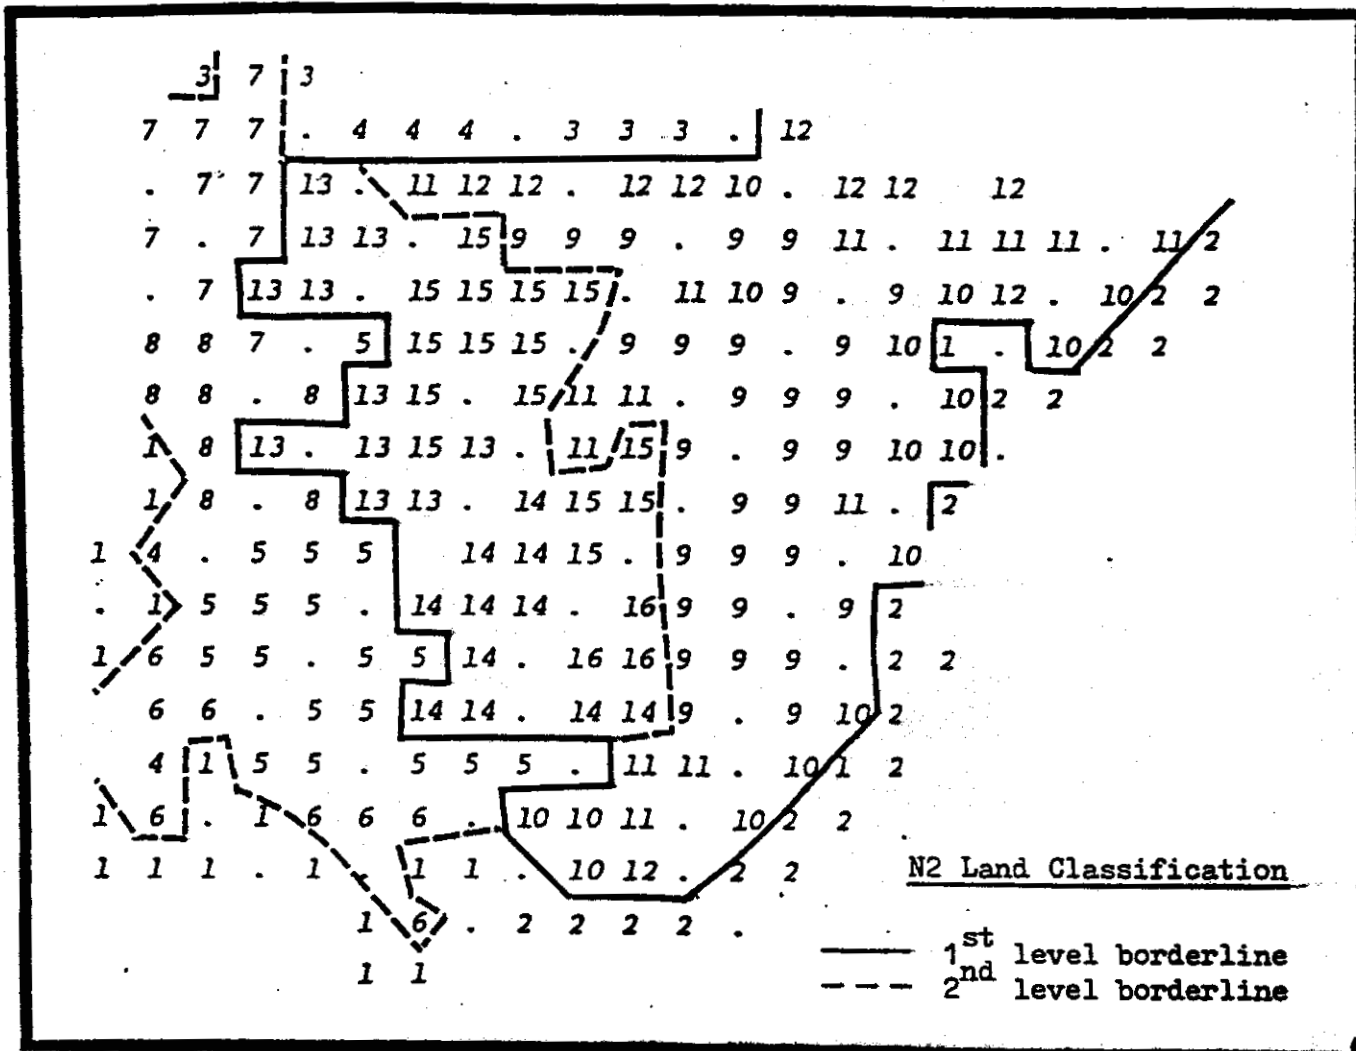 3 7 3
7 7 7 . 4 4 4 . 3 3 3 . 12
. 7 7 13 . 11 12 12 . 12 12 10 . 12 12 12
7 . 7 13 13 . 15 9 9 9 . 9 9 11 . 11 11 11 . 11 2
. 7 13 13 . 15 15 15 15 . 11 10 9 . 9 10 12 . 10 2 2
8 8 7 . 5 15 15 15 . 9 9 9 . 9 10 1 . 10 2 2
8 8 . 8 13 15 . 15 11 11 . 9 9 9 . 10 2 2
1 8 13 . 13 15 13 . 11 15 9 . 9 9 10 10 .
1 8 . 8 13 13 . 14 15 15 . 9 9 11 . 2
1 4 . 5 5 5 14 14 15 . 9 9 9 . 10
. 1 5 5 5 . 14 14 14 . 16 9 9 . 9 2
1 6 5 5 . 5 5 14 . 16 16 9 9 9 . 2 2
6 6 . 5 5 14 14 . 14 14 9 . 9 10 2
4 1 5 5 . 5 5 5 . 11 11 . 10 1 2
1 6 . 1 6 6 6 . 10 10 11 . 10 2 2
1 1 1 . 1 . 1 1 . 10 12 . 2 2
N2 Land Classification
1 6 . 2 2 2 2 .
1st level borderline
1 1
2nd level borderline